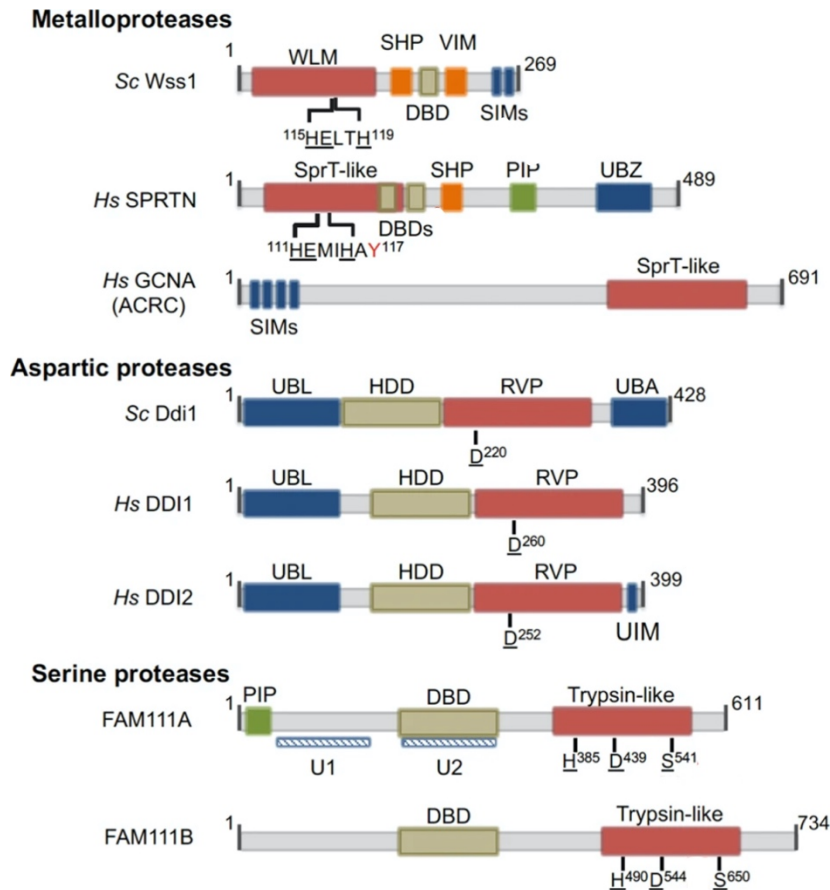 Metalloproteases
SHP VIM
1 WLM 269
Sc Wss1
DBD SIMs
115HELTH119
1 SprT-like SHP PIP UBZ 489
Hs SPRTN
DBDs
111HEMIHAY117
1 SprT-like 691
Hs GCNA
(ACRC)
SIMs
Aspartic proteases
1 UBL HDD RVP UBA 428
Sc Ddi1
D220
1 UBL HDD RVP 396
Hs DDI1
D260
1 UBL HDD RVP 399
Hs DDI2
D252 UIM
Serine proteases
1 PIP DBD Trypsin-like 611
FAM111A
U1 U2 H385 D439 S541
1 DBD Trypsin-like 734
FAM111B
H490 D544 S650